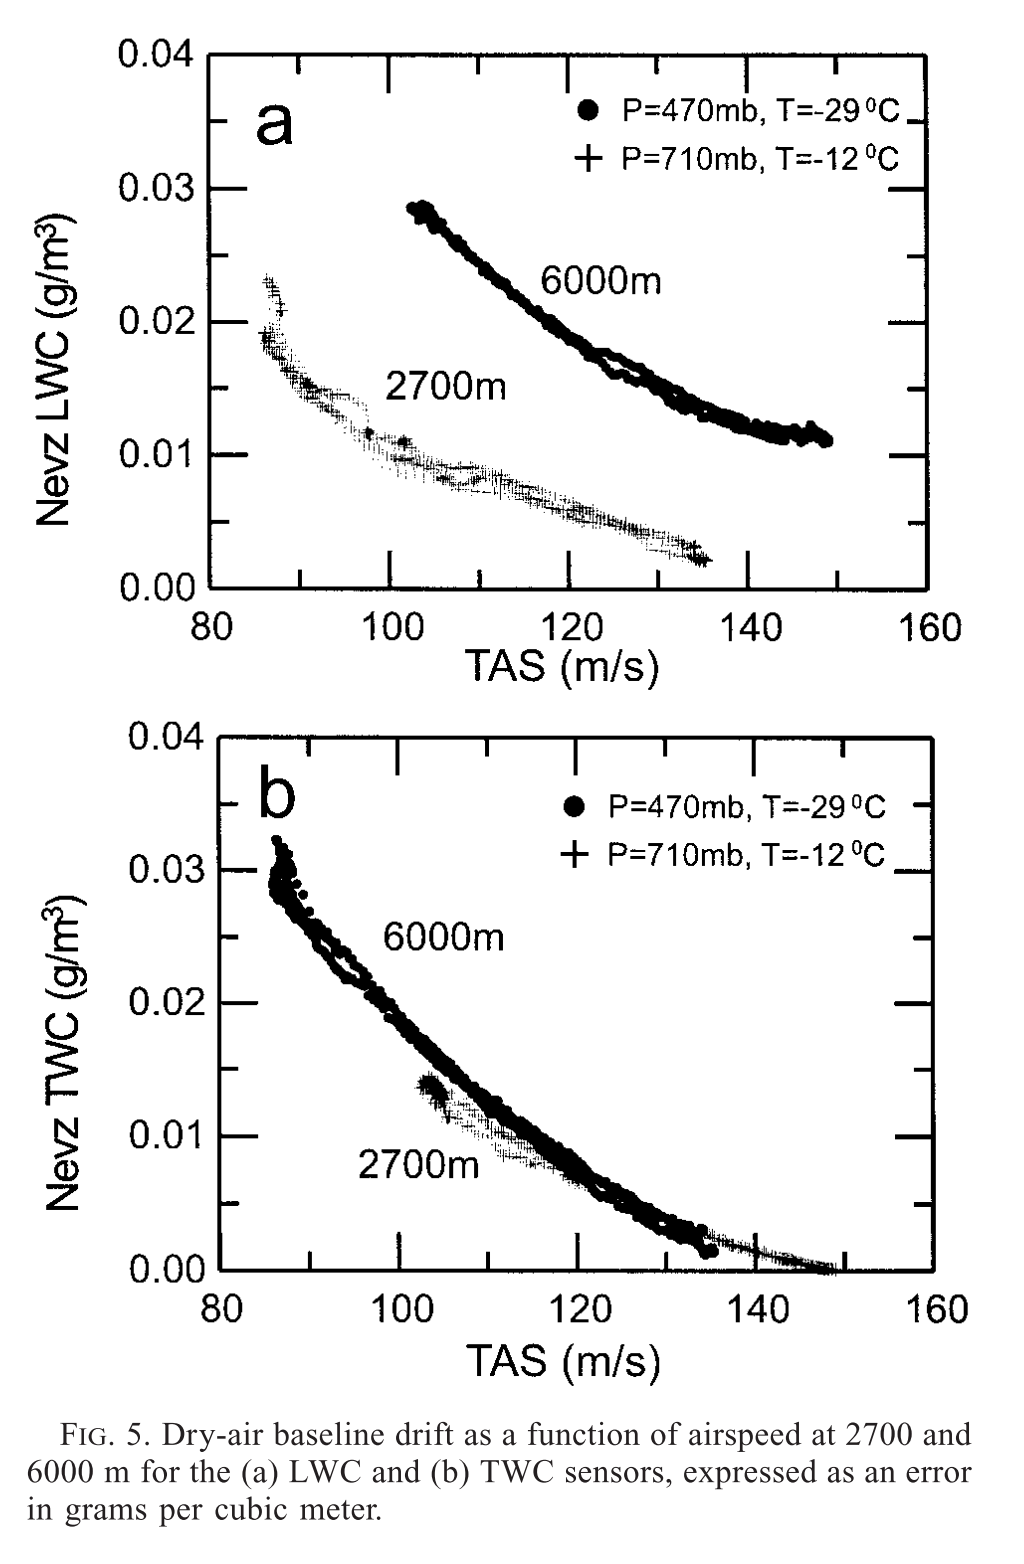 0.04
a
● P=470mb, T=-29 ⁰C
+ P=710mb, T=-12 ⁰C
0.03
6000m
0.02
2700m
0.01
0.00
Nevz LWC (g/m³)
80 100 120 140 160
TAS (m/s)
0.04
b
● P=470mb, T=-29 ⁰C
+ P=710mb, T=-12 ⁰C
0.03
6000m
0.02
0.01
2700m
0.00
Nevz TWC (g/m³)
80 100 120 140 160
TAS (m/s)
FIG. 5. Dry-air baseline drift as a function of airspeed at 2700 and
6000 m for the (a) LWC and (b) TWC sensors, expressed as an error
in grams per cubic meter.